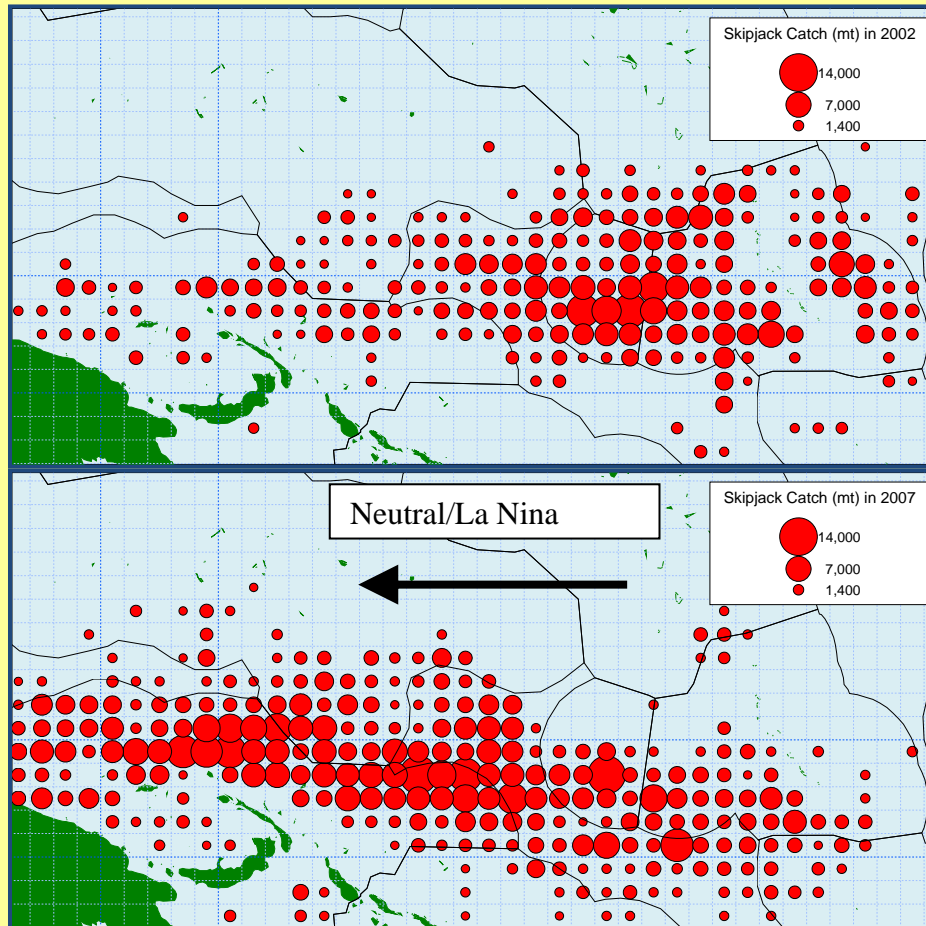 Skipjack Catch (mt) in 2002
14,000
7,000
1,400
Neutral/La Nina
Skipjack Catch (mt) in 2007
14,000
7,000
1,400